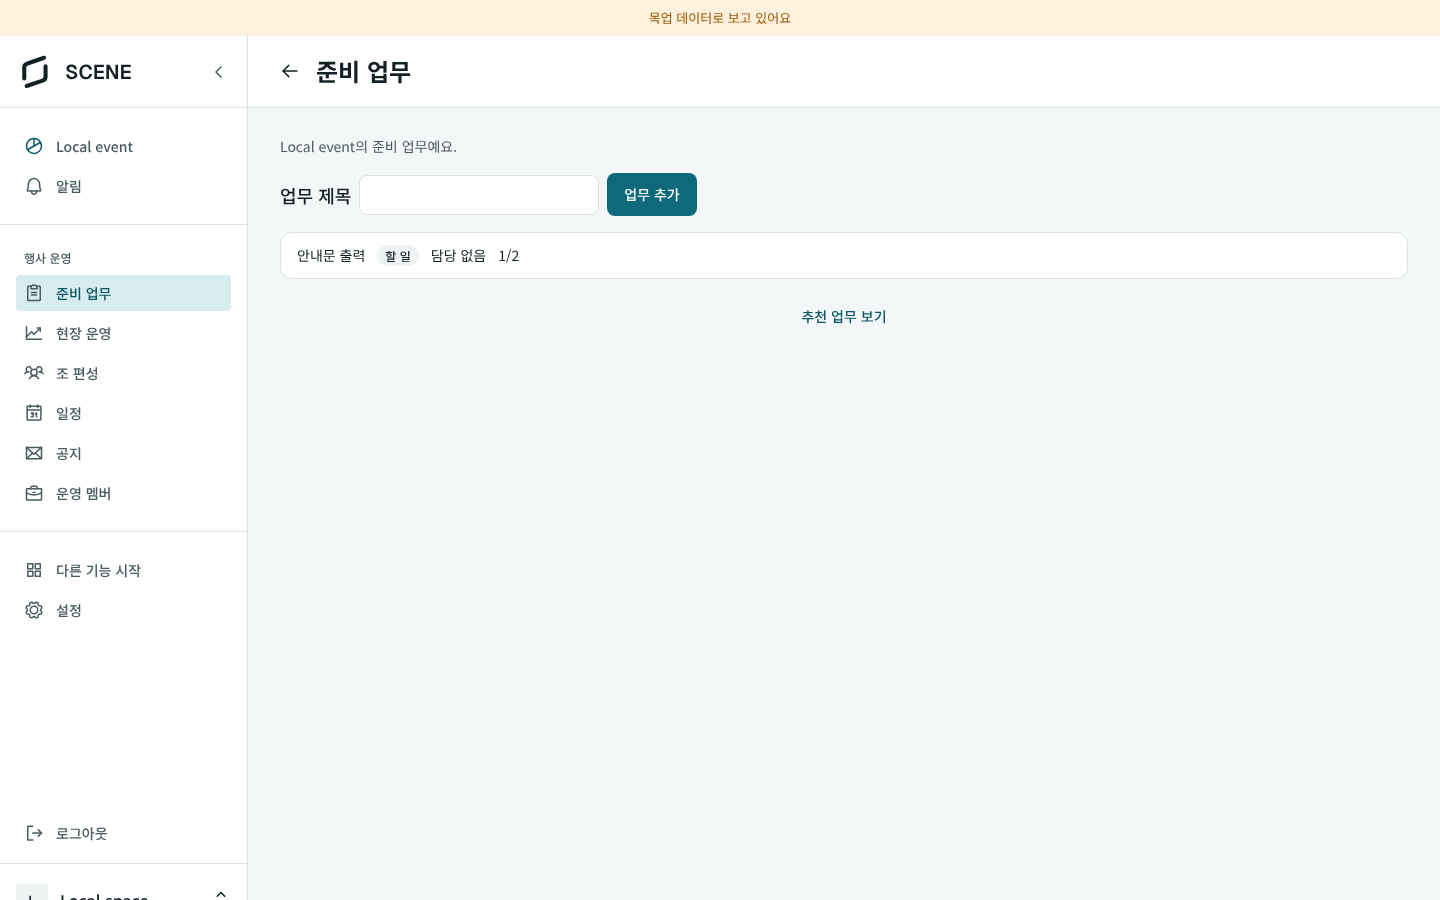 목업 데이터로 보고 있어요
SCENE
준비 업무
Local event
알림
행사 운영
준비 업무
현장 운영
조 편성
일정
공지
운영 멤버
다른 기능 시작
설정
로그아웃
L Local space
Local event의 준비 업무예요.
업무 제목 업무 추가
안내문 출력 할 일 담당 없음 1/2
추천 업무 보기